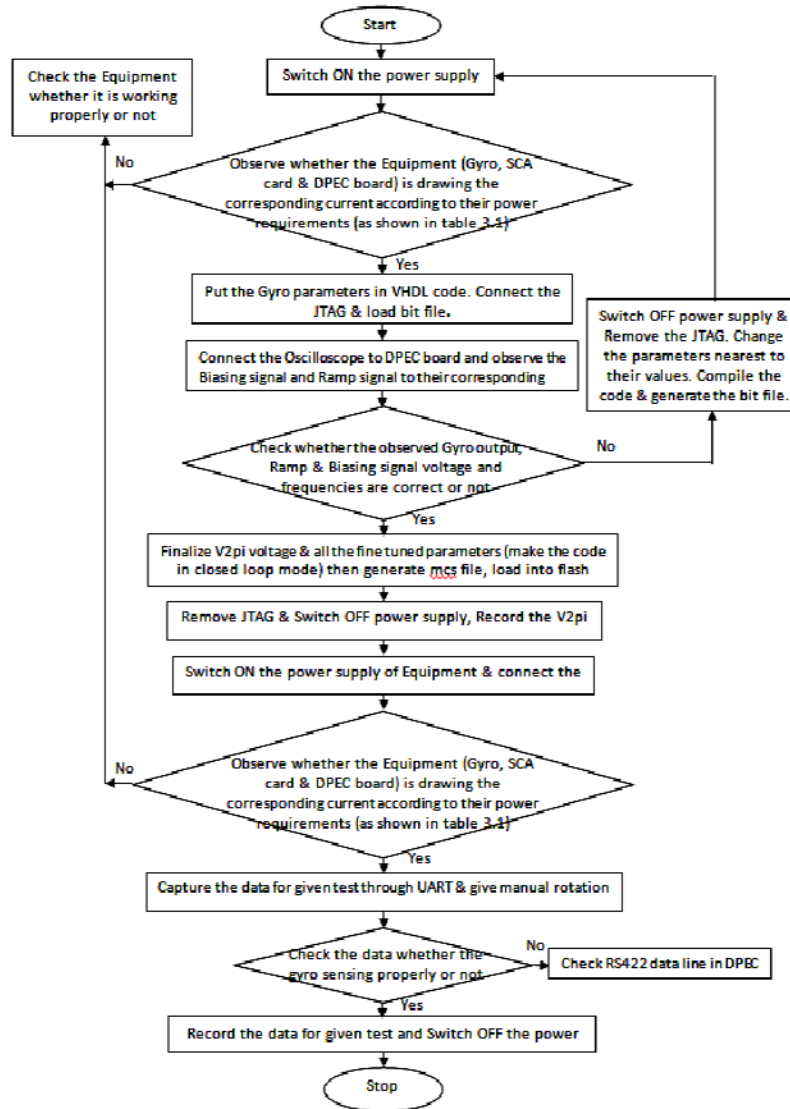 Start
Switch ON the power supply
Check the Equipment
whether it is working
properly or not
No
Observe whether the Equipment (Gyro, SCA
card & DPEC board) is drawing the
corresponding current according to their power
requirements (as shown in table 3.1)
Yes
Put the Gyro parameters in VHDL code. Connect the
JTAG & load bit file.
Switch OFF power supply &
Remove the JTAG. Change
the parameters nearest to
their values. Compile the
code & generate the bit file.
Connect the Oscilloscope to DPEC board and observe the
Biasing signal and Ramp signal to their corresponding
Check whether the observed Gyro output,
Ramp & Biasing signal voltage and
frequencies are correct or not
No
Yes
Finalize V2pi voltage & all the fine tuned parameters (make the code
in closed loop mode) then generate mcs file, load into flash
Remove JTAG & Switch OFF power supply, Record the V2pi
Switch ON the power supply of Equipment & connect the
No
Observe whether the Equipment (Gyro, SCA
card & DPEC board) is drawing the
corresponding current according to their power
requirements (as shown in table 3.1)
Yes
Capture the data for given test through UART & give manual rotation
Check the data whether the
gyro sensing properly or not
No
Check RS422 data line in DPEC
Yes
Record the data for given test and Switch OFF the power
Stop